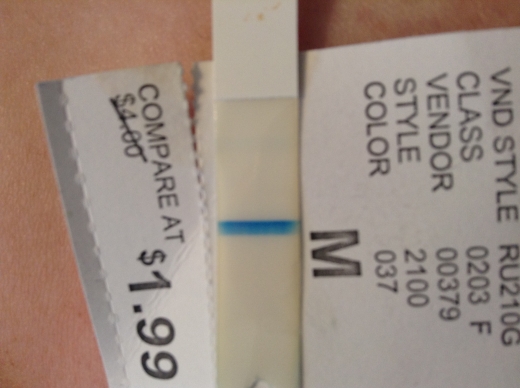 COMPARE AT
$4.00
$1.99
VND STYLE RU210G
CLASS 0203 F
VENDOR 00379
STYLE 2100
COLOR 037
M